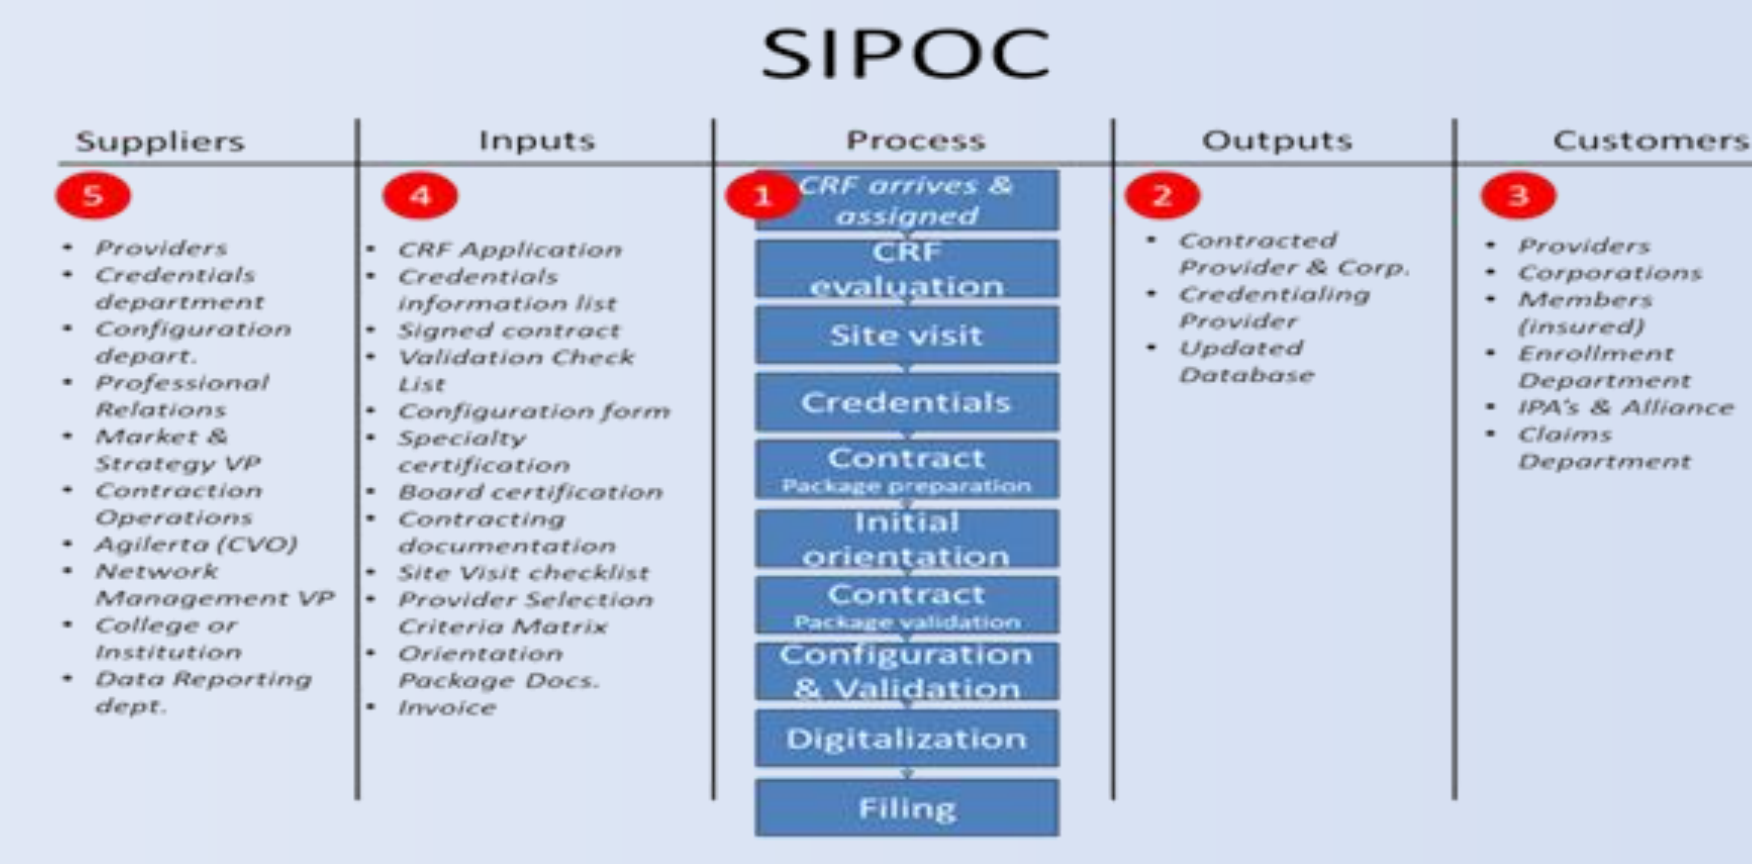 SIPOC
Suppliers
5
• Providers
• Credentials
department
• Configuration
depart.
• Professional
Relations
• Market &
Strategy VP
• Contraction
Operations
• Agilerta (CVO)
• Network
Management VP
• College or
Institution
• Data Reporting
dept.
Inputs
4
• CRF Application
• Credentials
information list
• Signed contract
• Validation Check
List
• Configuration form
• Specialty
certification
• Board certification
• Contracting
documentation
• Site Visit checklist
• Provider Selection
Criteria Matrix
• Orientation
Package Docs.
• Invoice
Process
1
CRF arrives &
assigned
CRF
evaluation
Site visit
Credentials
Contract
Package preparation
Initial
orientation
Contract
Package validation
Configuration
& Validation
Digitalization
Filing
Outputs
2
• Contracted
Provider & Corp.
• Credentialing
Provider
• Updated
Database
Customers
3
• Providers
• Corporations
• Members
(insured)
• Enrollment
Department
• IPA's & Alliance
• Claims
Department